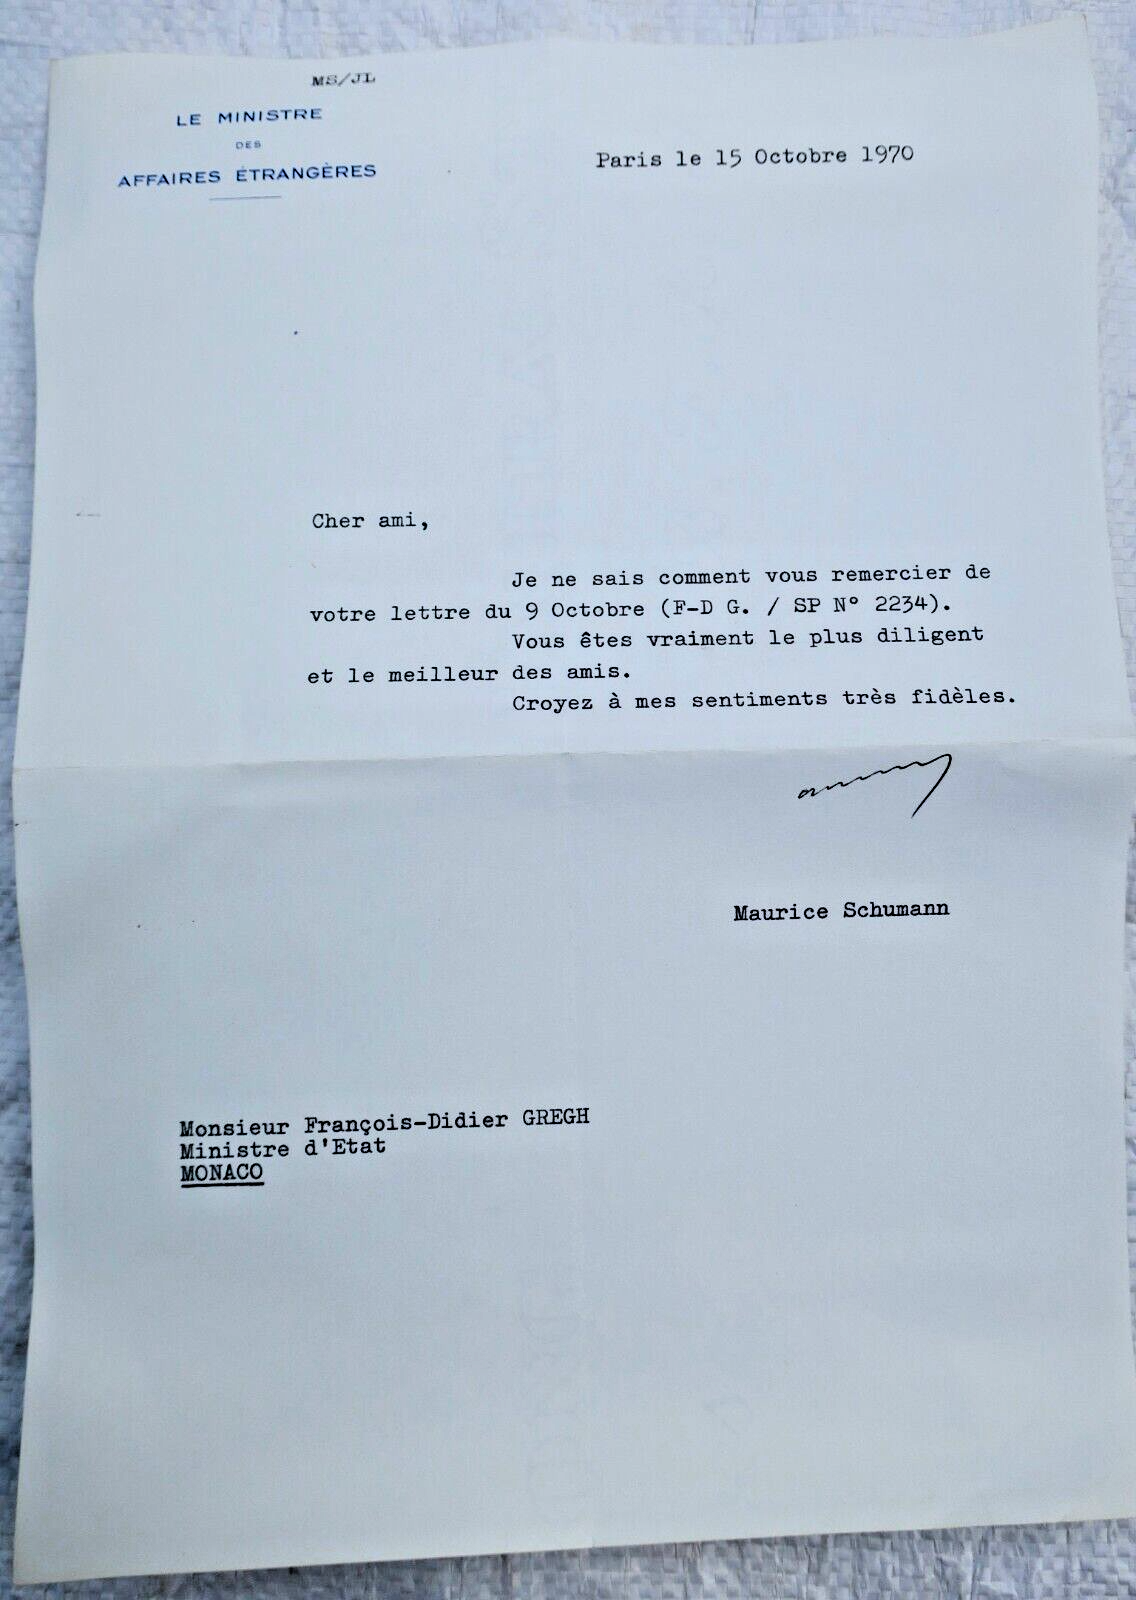 MS/JL
LE MINISTRE
DES
AFFAIRES ÉTRANGÈRES
Paris le 15 Octobre 1970
Cher ami,
Je ne sais comment vous remercier de
votre lettre du 9 Octobre (F-D G. / SP N° 2234).
Vous êtes vraiment le plus diligent
et le meilleur des amis.
Croyez à mes sentiments très fidèles.
Maurice Schumann
Monsieur François-Didier GREGH
Ministre d'Etat
MONACO